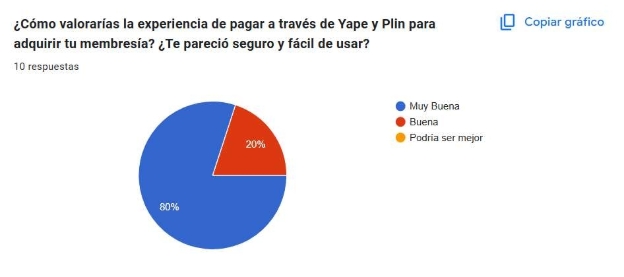 ¿Cómo valorarías la experiencia de pagar a través de Yape y Plin para
adquirir tu membresía? ¿Te pareció seguro y fácil de usar?
Copiar gráfico
10 respuestas
Muy Buena
Buena
Podría ser mejor
20%
80%